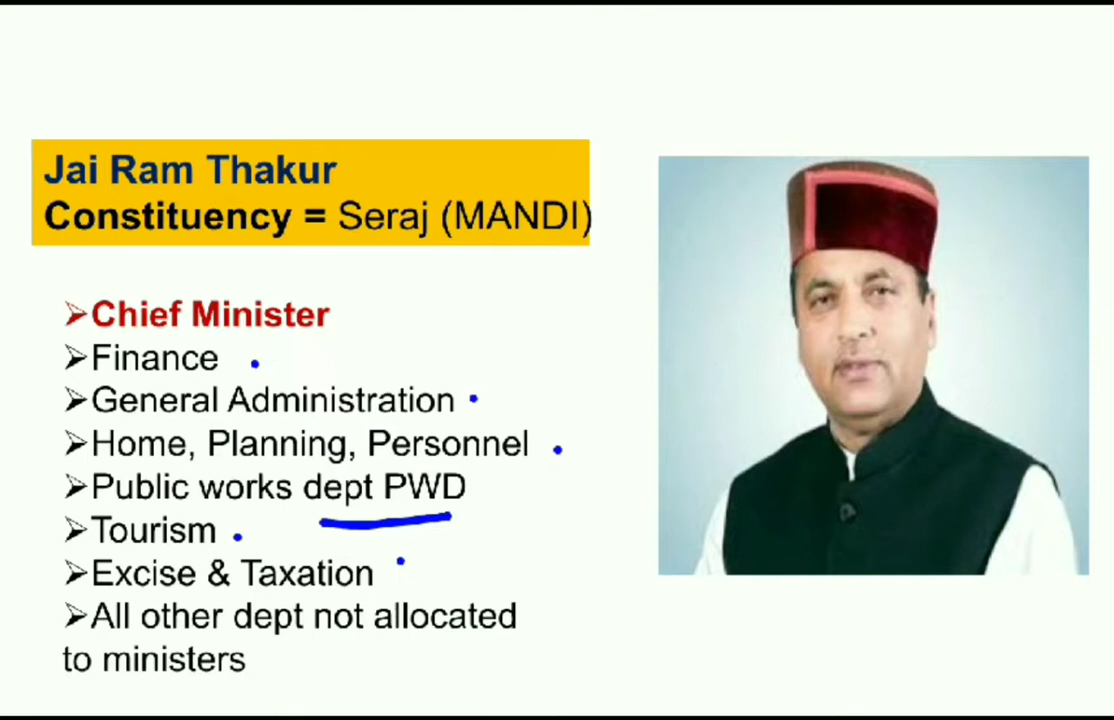 Jai Ram Thakur
Constituency = Seraj (MANDI)
➢Chief Minister
➢Finance
➢General Administration
➢Home, Planning, Personnel
➢Public works dept PWD
➢Tourism
➢Excise & Taxation
➢All other dept not allocated
to ministers